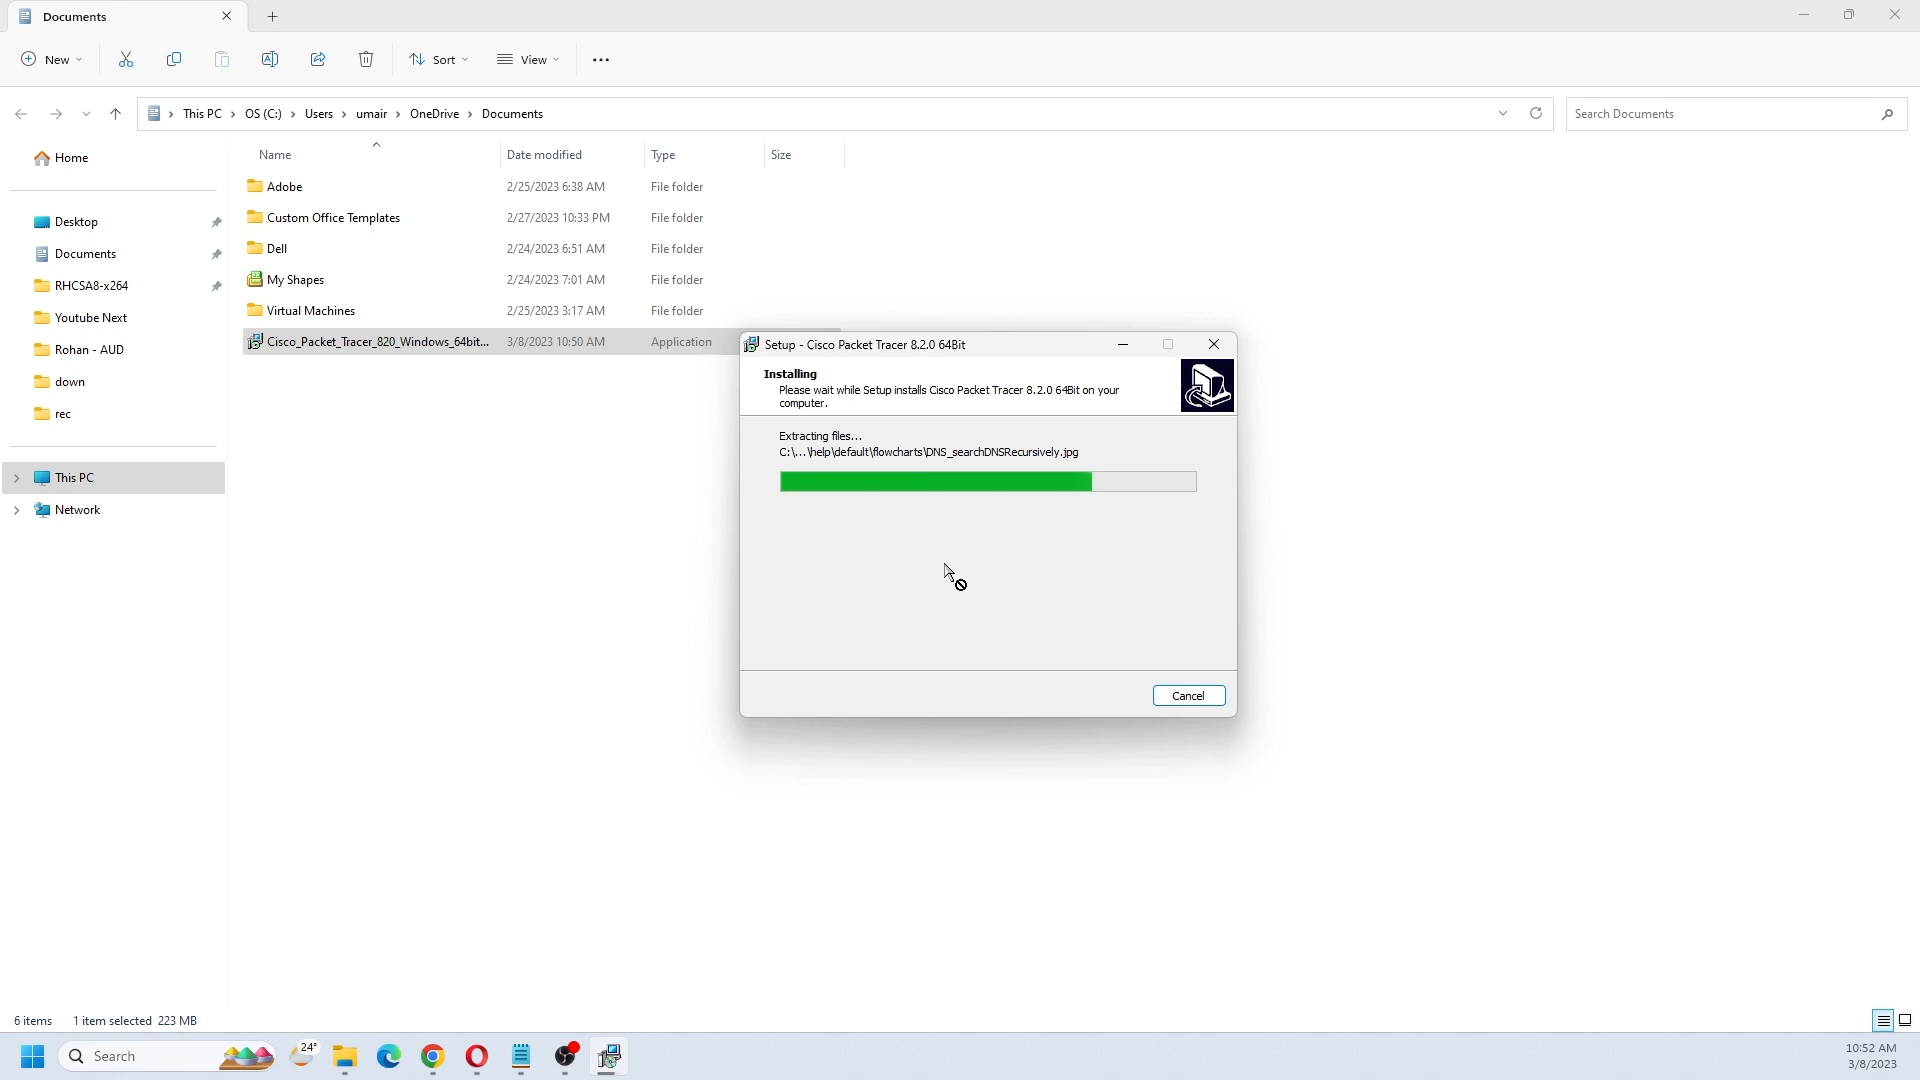 Documents
New
Sort
View
This PC > OS (C:) > Users > umair > OneDrive > Documents
Search Documents
Home
Desktop
Documents
RHCSA8-x264
Youtube Next
Rohan - AUD
down
rec
This PC
Network
Name Date modified Type Size
Adobe 2/25/2023 6:38 AM File folder
Custom Office Templates 2/27/2023 10:33 PM File folder
Dell 2/24/2023 6:51 AM File folder
My Shapes 2/24/2023 7:01 AM File folder
Virtual Machines 2/25/2023 3:17 AM File folder
Cisco_Packet_Tracer_820_Windows_64bit... 3/8/2023 10:50 AM Application
Setup - Cisco Packet Tracer 8.2.0 64Bit
Installing
Please wait while Setup installs Cisco Packet Tracer 8.2.0 64Bit on your
computer.
Extracting files...
C:\...\help\default\flowcharts\DNS_searchDNSRecursively.jpg
Cancel
6 items 1 item selected 223 MB
Search
24°
10:52 AM
3/8/2023